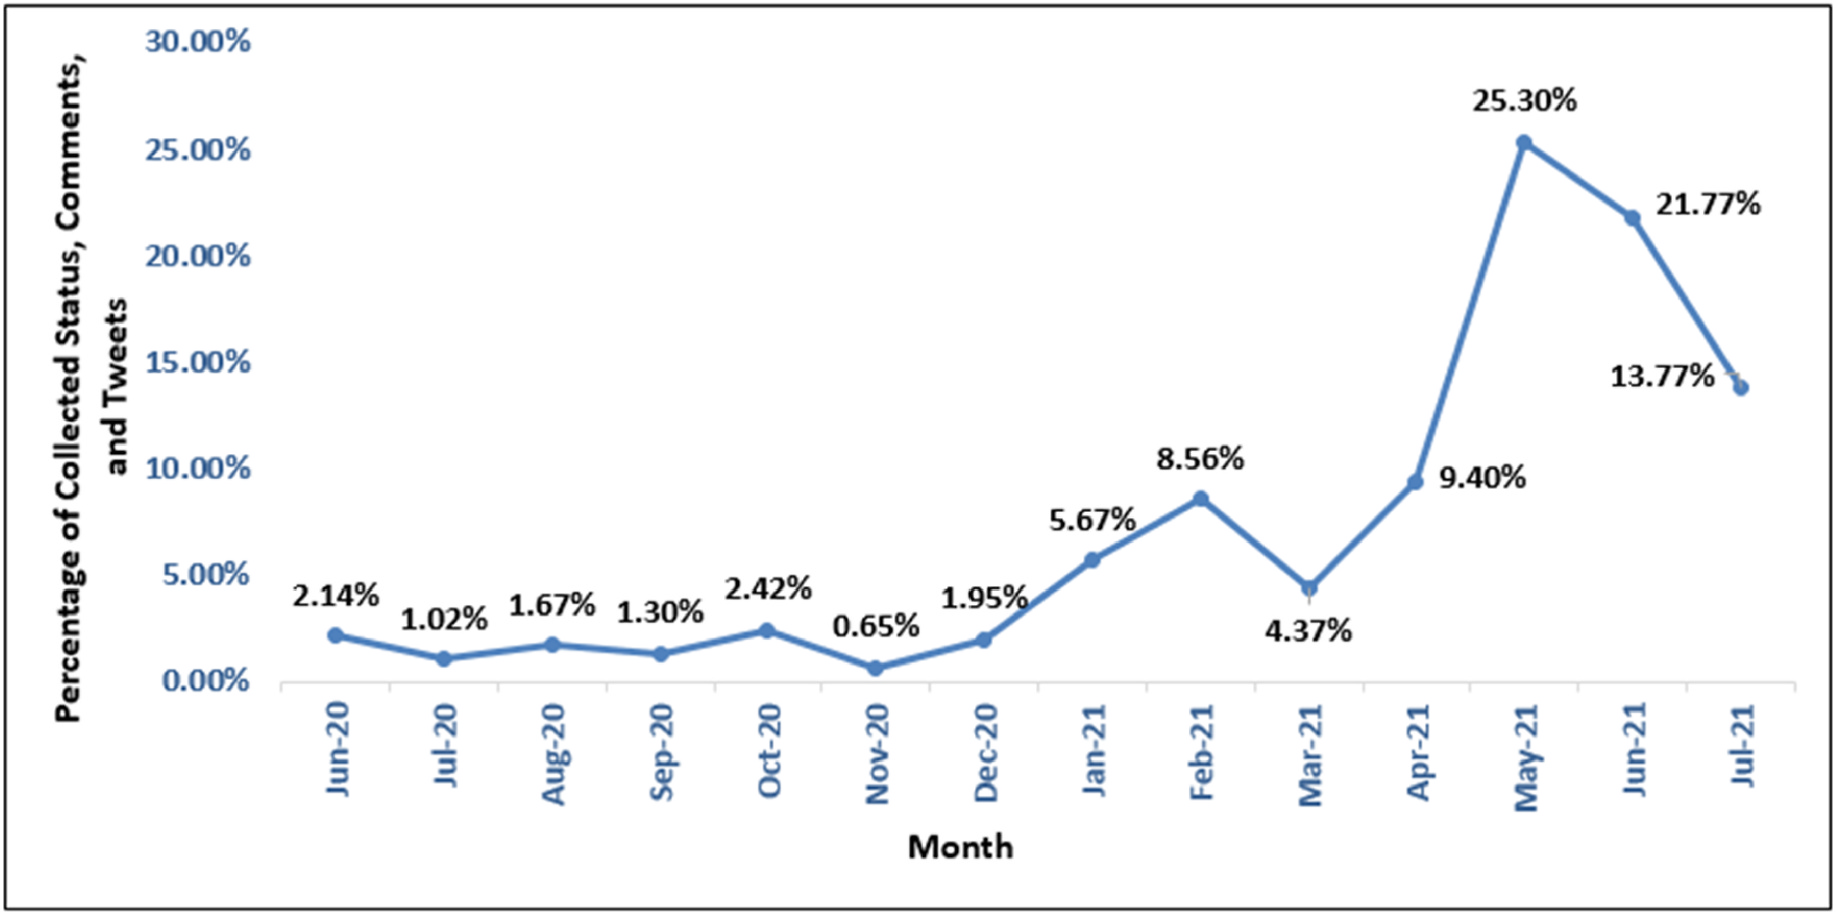 Percentage of Collected Status, Comments,
and Tweets
30.00%
25.00%
20.00%
15.00%
10.00%
5.00%
0.00%
2.14%
1.02%
1.67%
1.30%
2.42%
0.65%
1.95%
5.67%
8.56%
4.37%
9.40%
25.30%
21.77%
13.77%
Jun-20
Jul-20
Aug-20
Sep-20
Oct-20
Nov-20
Dec-20
Jan-21
Feb-21
Mar-21
Apr-21
May-21
Jun-21
Jul-21
Month